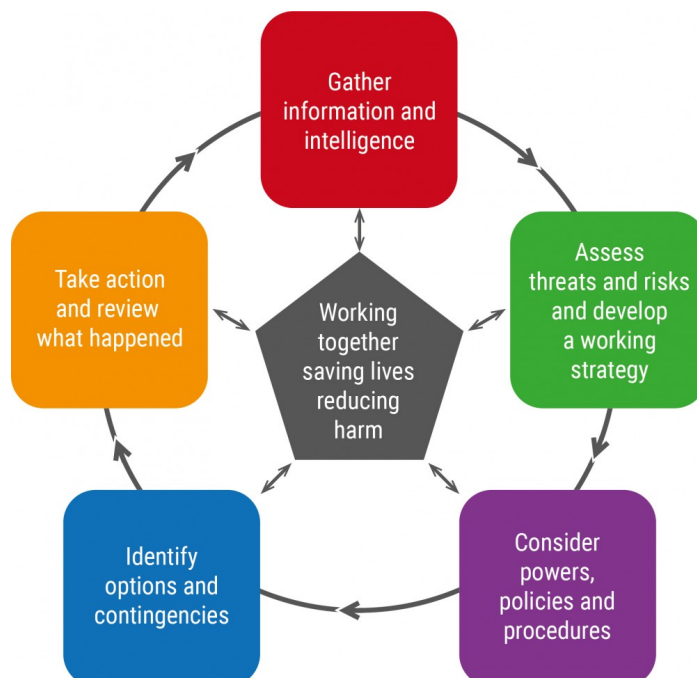 Gather
information and
intelligence
Assess
threats and risks
and develop
a working
strategy
Consider
powers,
policies and
procedures
Identify
options and
contingencies
Take action
and review
what happened
Working
together
saving lives
reducing
harm